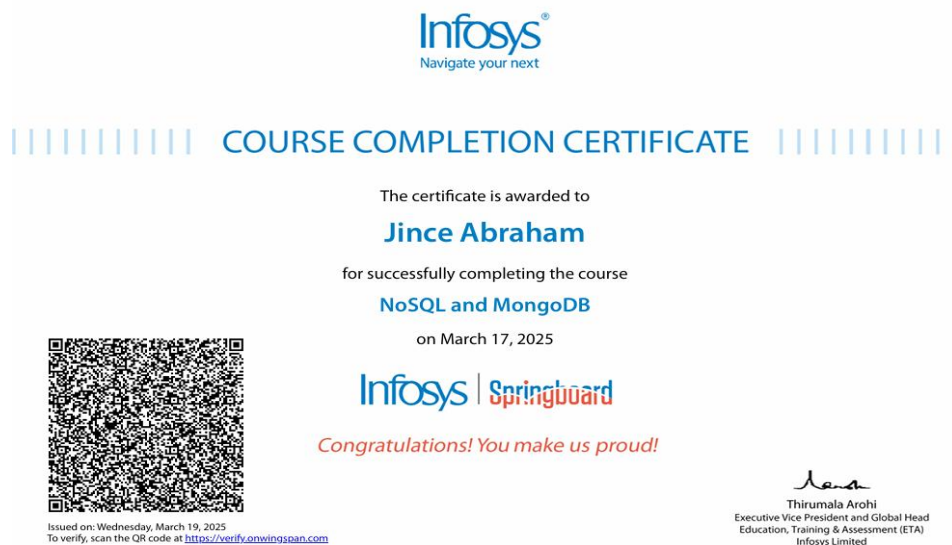 Infosys®
Navigate your next
COURSE COMPLETION CERTIFICATE
The certificate is awarded to
Jince Abraham
for successfully completing the course
NoSQL and MongoDB
on March 17, 2025
Infosys | Springboard
Congratulations! You make us proud!
Issued on: Wednesday, March 19, 2025
To verify, scan the QR code at https://verify.onwingspan.com
Thirumala Arohi
Executive Vice President and Global Head
Education, Training & Assessment (ETA)
Infosys Limited